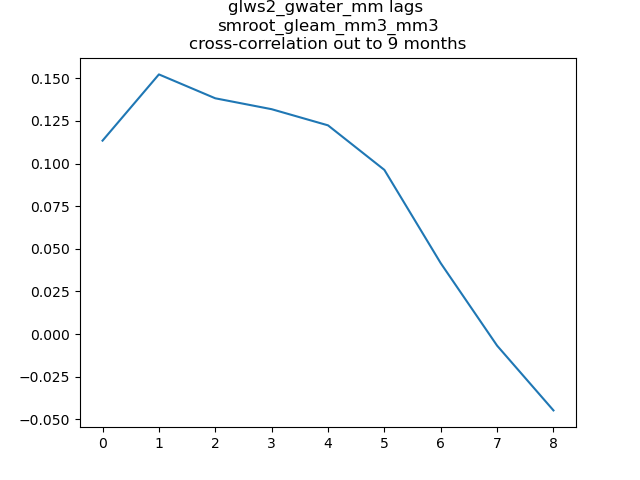 glws2_gwater_mm lags
smroot_gleam_mm3_mm3
cross-correlation out to 9 months
0.150
0.125
0.100
0.075
0.050
0.025
0.000
−0.025
−0.050
0 1 2 3 4 5 6 7 8